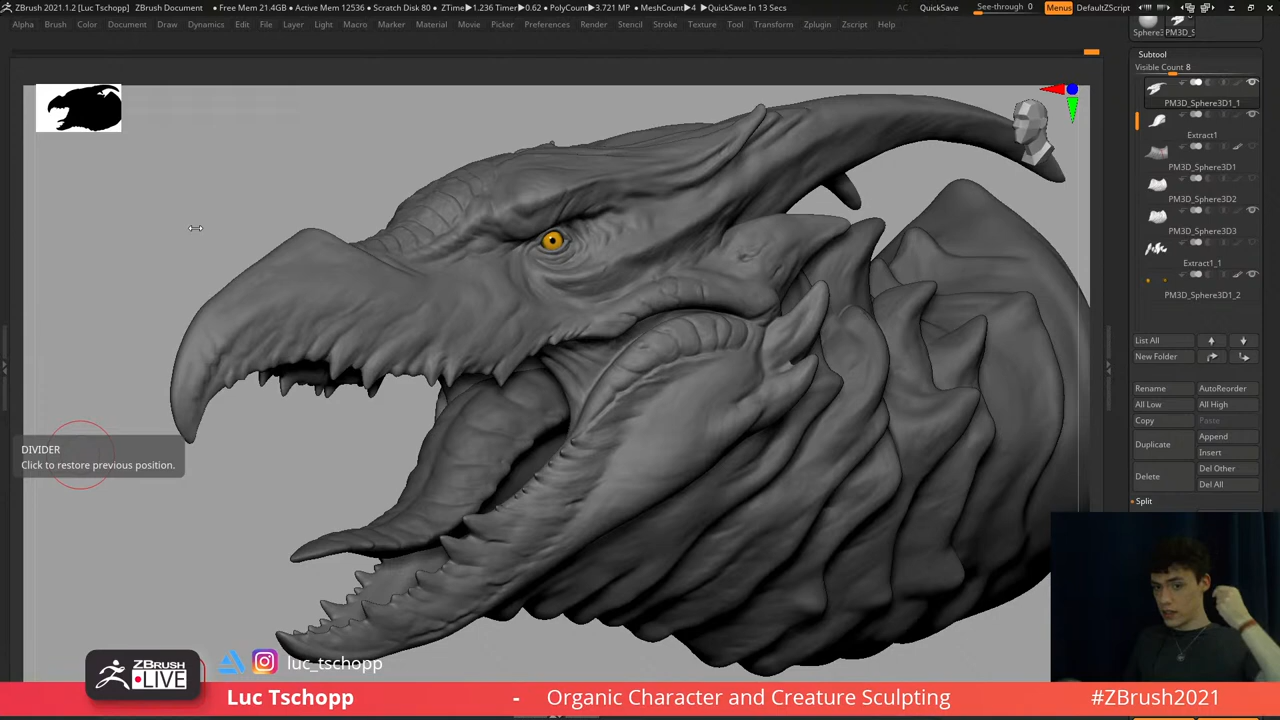 ZBrush 2021.1.2 [Luc Tschopp] ZBrush Document ● Free Mem 21.4GB ● Active Mem 12536 ● Scratch Disk 80 ● ZTime▶1.236 Timer▶0.62 ● PolyCount▶3.721 MP ● MeshCount▶4 ▶QuickSave In 13 Secs AC QuickSave See-through 0 Menus DefaultZScript
Alpha Brush Color Document Draw Dynamics Edit File Layer Light Macro Marker Material Movie Picker Preferences Render Stencil Stroke Texture Tool Transform Zplugin Zscript Help
Sphere3 PM3D_S
Subtool
Visible Count 8
PM3D_Sphere3D1_1
Extract1
PM3D_Sphere3D1
PM3D_Sphere3D2
PM3D_Sphere3D3
Extract1_1
PM3D_Sphere3D1_2
List All
New Folder
Rename AutoReorder
All Low All High
Copy Paste
Duplicate Append
Insert
Delete Del Other
Del All
Split
DIVIDER
Click to restore previous position.
ZBRUSH
LIVE
luc_tschopp
Luc Tschopp - Organic Character and Creature Sculpting #ZBrush2021